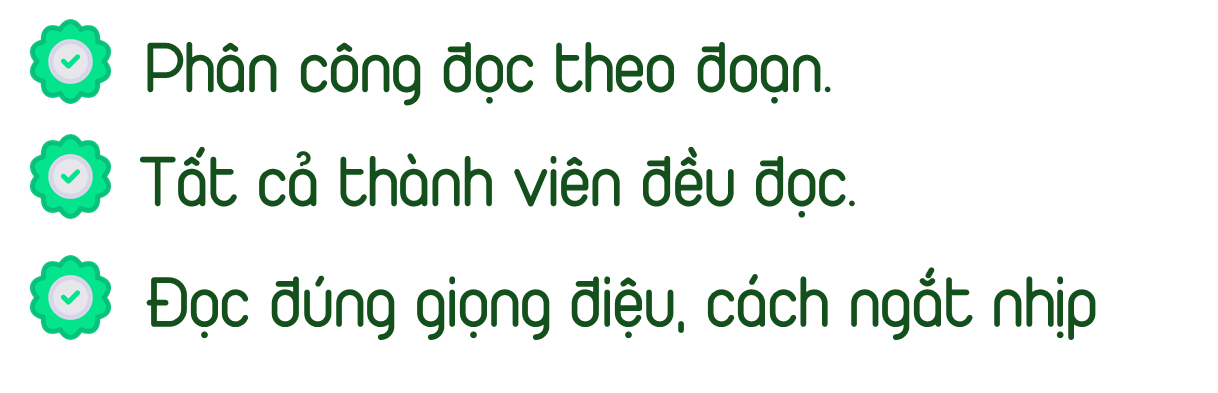 Phân công đọc theo đoạn.
Tất cả thành viên đều đọc.
Đọc đúng giọng điệu, cách ngắt nhịp